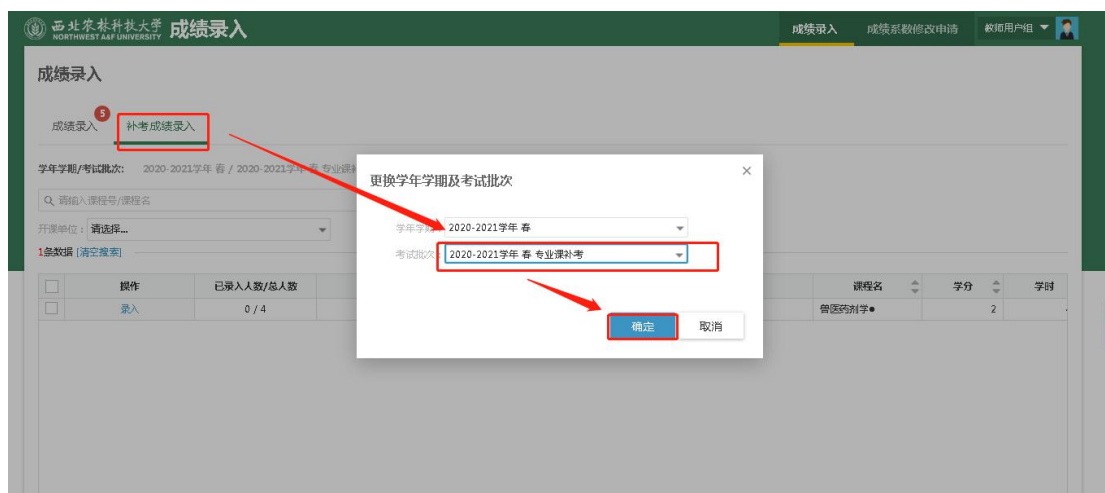 西北农林科技大学 成绩录入 成绩录入 成绩系数修改申请 教师用户组
NORTHWEST A&F UNIVERSITY
成绩录入
成绩录入 5 补考成绩录入
学年学期/考试批次: 2020-2021学年 春 / 2020-2021学年 春 专业课补
请输入课程号/课程名
开课单位: 请选择...
1条数据 [清空搜索]
操作 已录入人数/总人数 课程名 学分 学时
录入 0 / 4 兽医药剂学● 2
更换学年学期及考试批次 ×
学年学期: 2020-2021学年 春
考试批次: 2020-2021学年 春 专业课补考
确定 取消